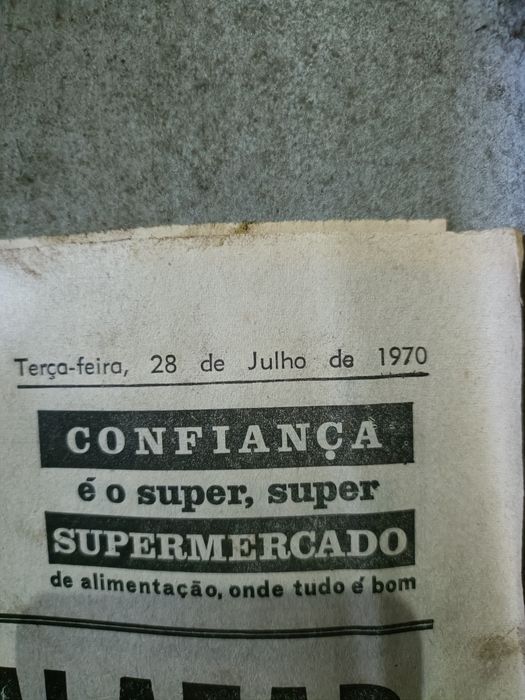 Terça-feira, 28 de Julho de 1970
CONFIANÇA
é o super, super
SUPERMERCADO
de alimentação, onde tudo é bom